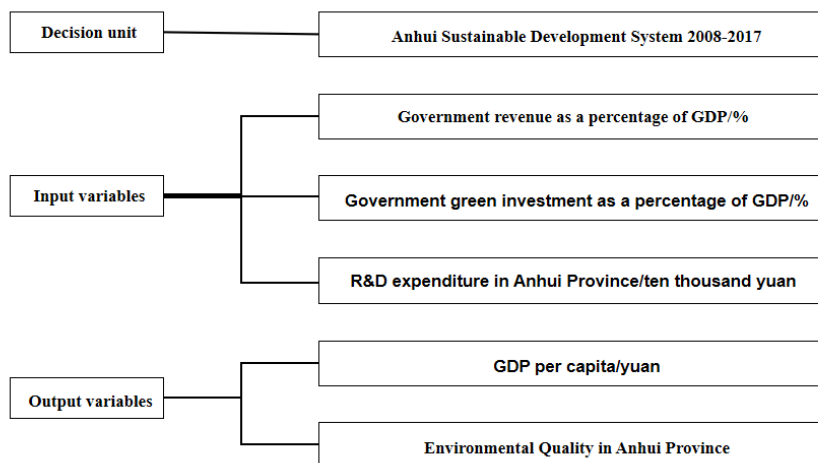 Decision unit
Anhui Sustainable Development System 2008-2017
Government revenue as a percentage of GDP/%
Input variables
Government green investment as a percentage of GDP/%
R&D expenditure in Anhui Province/ten thousand yuan
GDP per capita/yuan
Output variables
Environmental Quality in Anhui Province